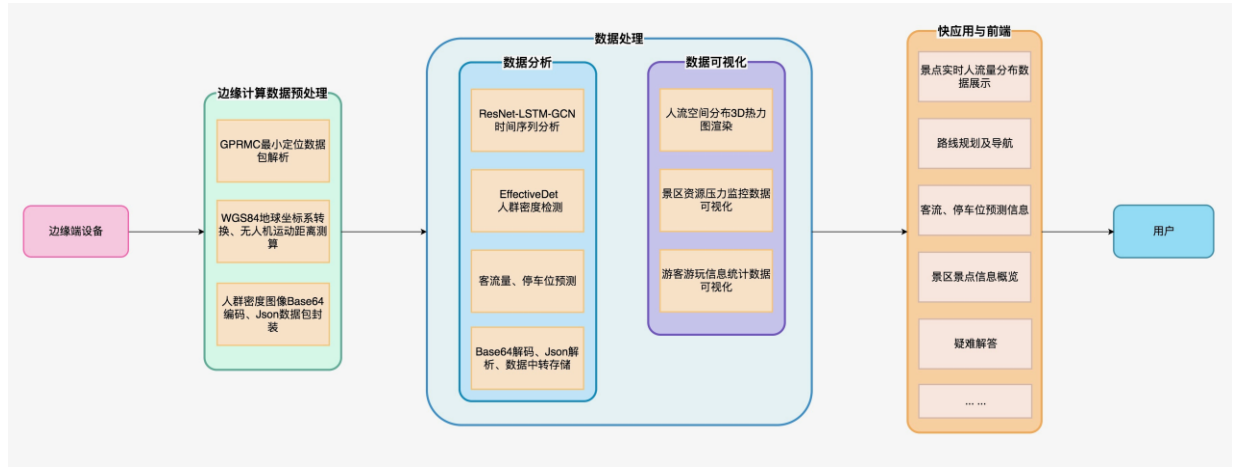 边缘端设备
边缘计算数据预处理
GPRMC最小定位数据
包解析
WGS84地球坐标系转
换、无人机运动距离测
算
人群密度图像Base64
编码、Json数据包封
装
数据处理
数据分析
ResNet-LSTM-GCN
时间序列分析
EffectiveDet
人群密度检测
客流量、停车位预测
Base64解码、Json解
析、数据中转存储
数据可视化
人流空间分布3D热力
图渲染
景区资源压力监控数据
可视化
游客游玩信息统计数据
可视化
快应用与前端
景点实时人流量分布数
据展示
路线规划及导航
客流、停车位预测信息
景区景点信息概览
疑难解答
... ...
用户